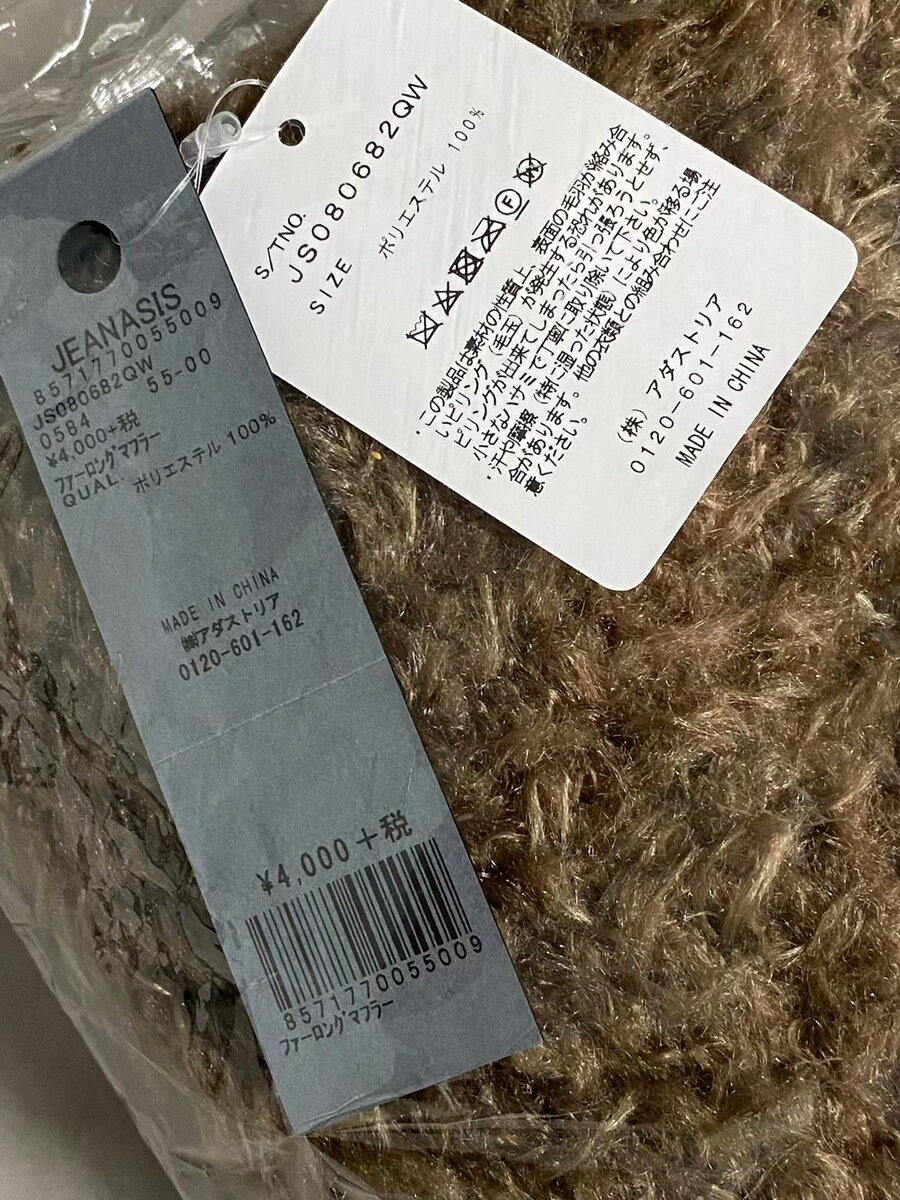 JEANASIS
8571770055009
JS080682QW
0584 55-00
¥4,000+税
ファーロングマフラー
QUAL.
ポリエステル 100%
MADE IN CHINA
㈱アダストリア
0120-601-162
¥4,000+税
8571770055009
ファーロングマフラー
S/TNO.
JS080682QW
SIZE
ポリエステル 100%
F
・この製品は素材の性質上、表面の毛羽が絡み合
いピリング(毛玉)が発生する恐れがあります。
ピリングが出来てしまったら引っ張ろうとせず、
小さなハサミで丁寧に取り除いて下さい。
・汗や摩擦(特に湿った状態)により色が移る場
合があります。他の衣類との組み合わせにご注
意ください。
(株)アダストリア
0120-601-162
MADE IN CHINA